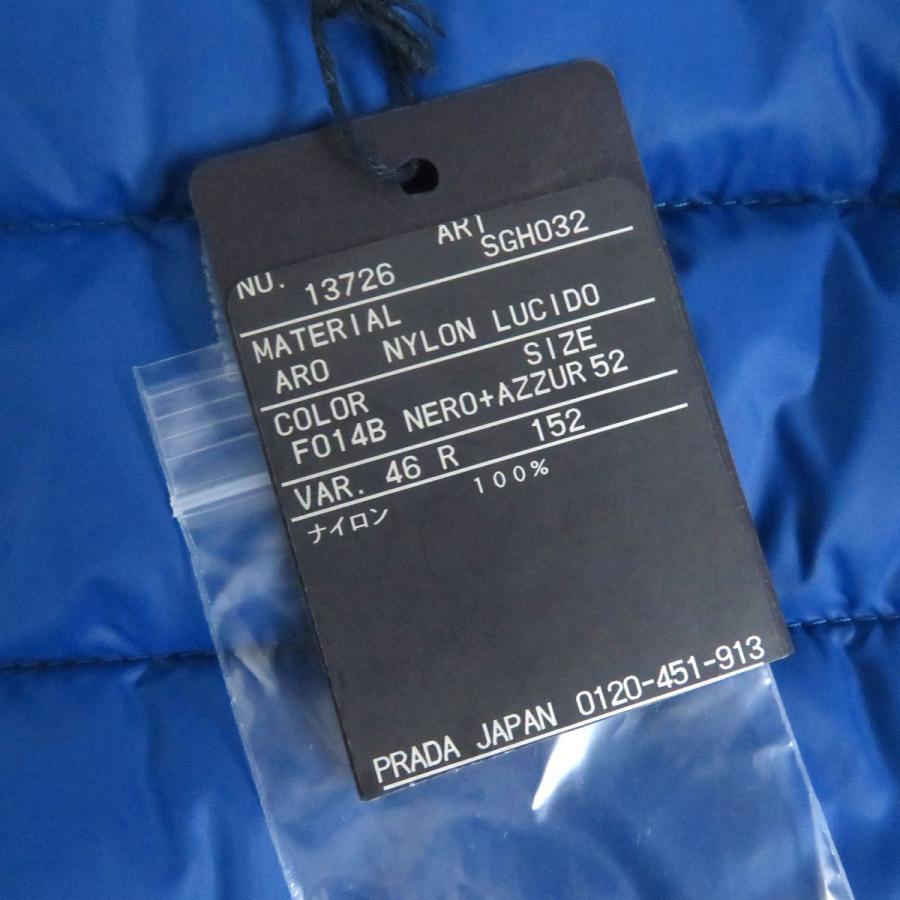 ART
NO. 13726 SGH032
MATERIAL
ARO NYLON LUCIDO
COLOR SIZE
F014B NERO+AZZUR 52
VAR. 46 R 152
ナイロン 100%
PRADA JAPAN 0120-451-913